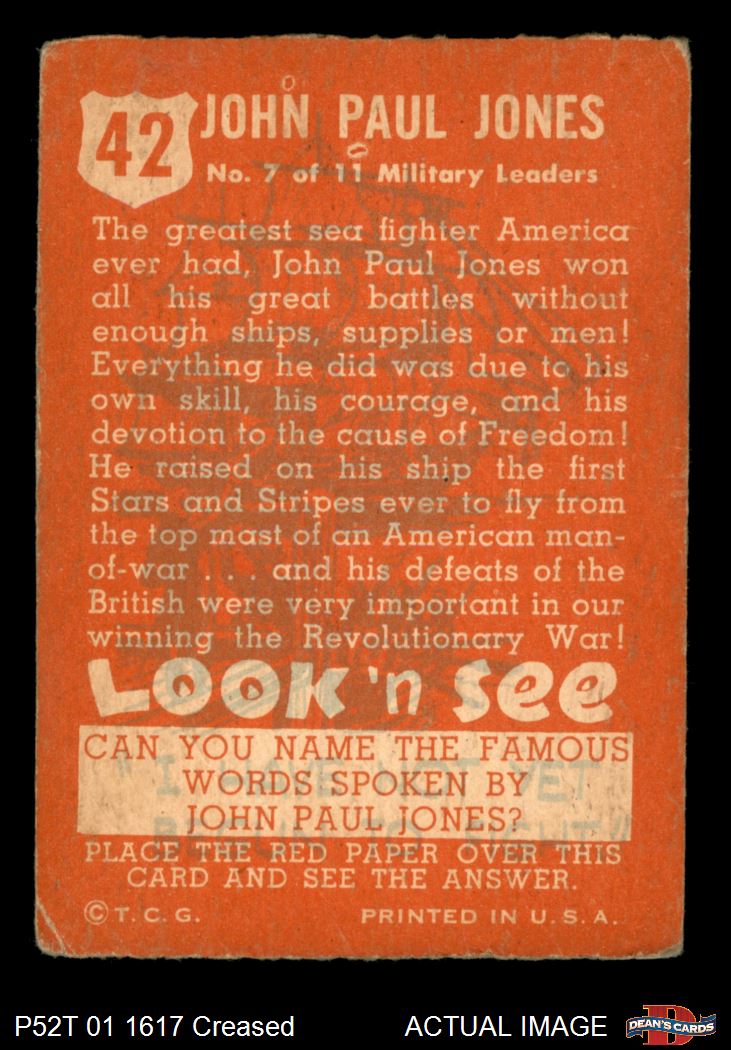 42
JOHN PAUL JONES
No. 7 of 11 Military Leaders
The greatest sea fighter America
ever had, John Paul Jones won
all his great battles without
enough ships, supplies or men!
Everything he did was due to his
own skill, his courage, and his
devotion to the cause of Freedom!
He raised on his ship the first
Stars and Stripes ever to fly from
the top mast of an American man-
of-war . . . and his defeats of the
British were very important in our
winning the Revolutionary War!
LOOK 'n SEE
CAN YOU NAME THE FAMOUS
WORDS SPOKEN BY
JOHN PAUL JONES?
"I HAVE NOT YET
BEGUN TO FIGHT"
PLACE THE RED PAPER OVER THIS
CARD AND SEE THE ANSWER.
© T. C. G. PRINTED IN U. S. A.
P52T 01 1617 Creased ACTUAL IMAGE
DEAN'S CARDS